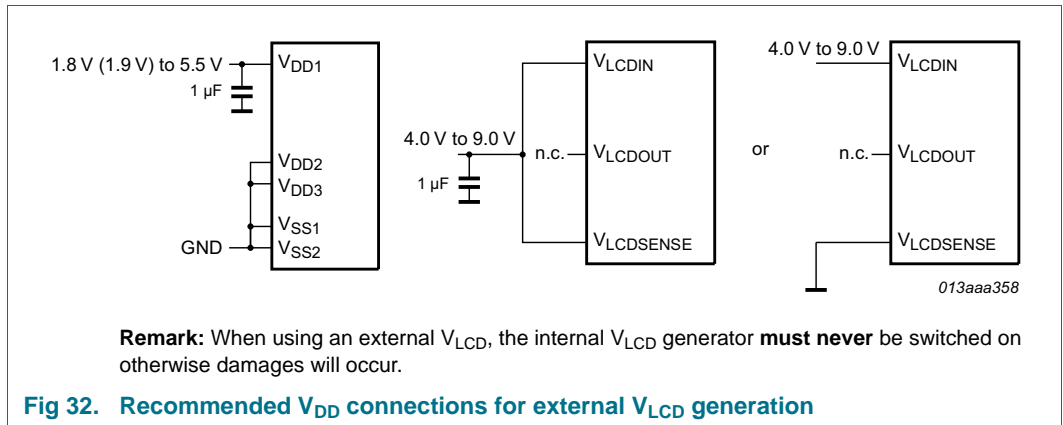 1.8 V (1.9 V) to 5.5 V
1 μF
VDD1
VDD2
VDD3
VSS1
GND
VSS2
4.0 V to 9.0 V
1 μF
n.c.
VLCDIN
VLCDOUT
VLCDSENSE
or
4.0 V to 9.0 V
n.c.
VLCDIN
VLCDOUT
VLCDSENSE
013aaa358
Remark: When using an external VLCD, the internal VLCD generator must never be switched on
otherwise damages will occur.
Fig 32. Recommended VDD connections for external VLCD generation